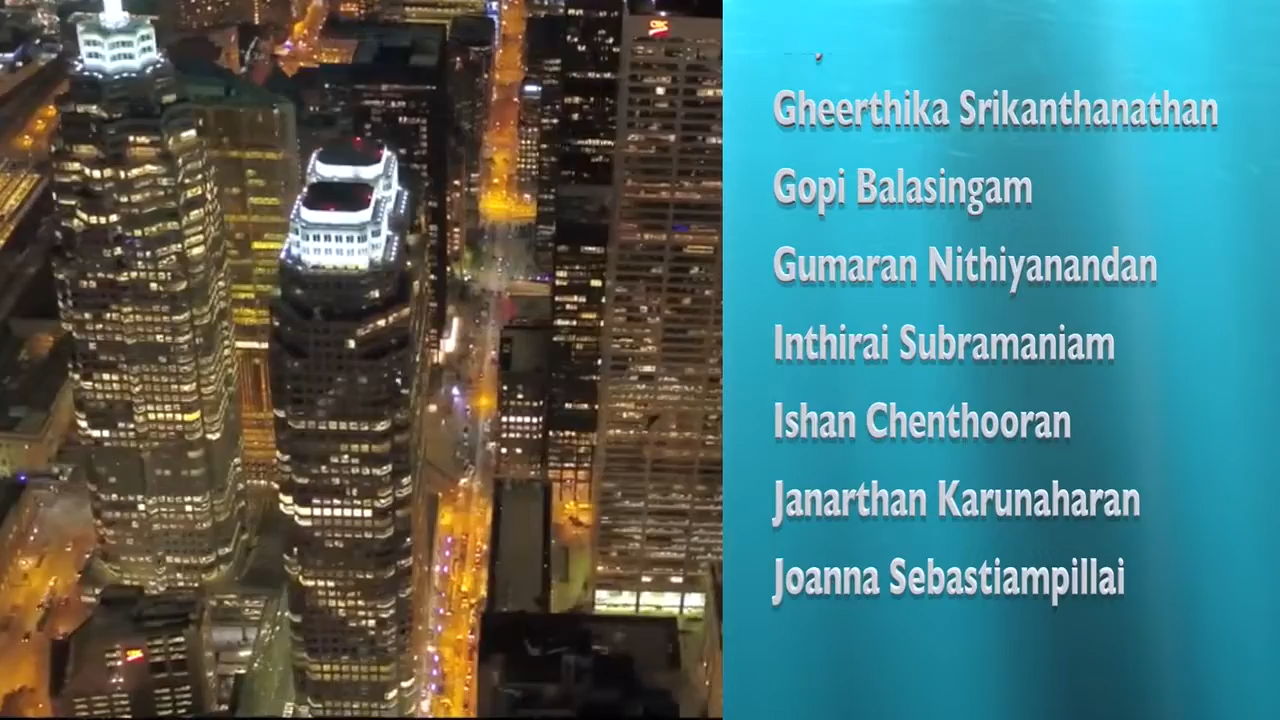 Gheerthika Srikanthanathan
Gopi Balasingam
Gumaran Nithiyanandan
Inthirai Subramaniam
Ishan Chenthooran
Janarthan Karunaharan
Joanna Sebastiampillai